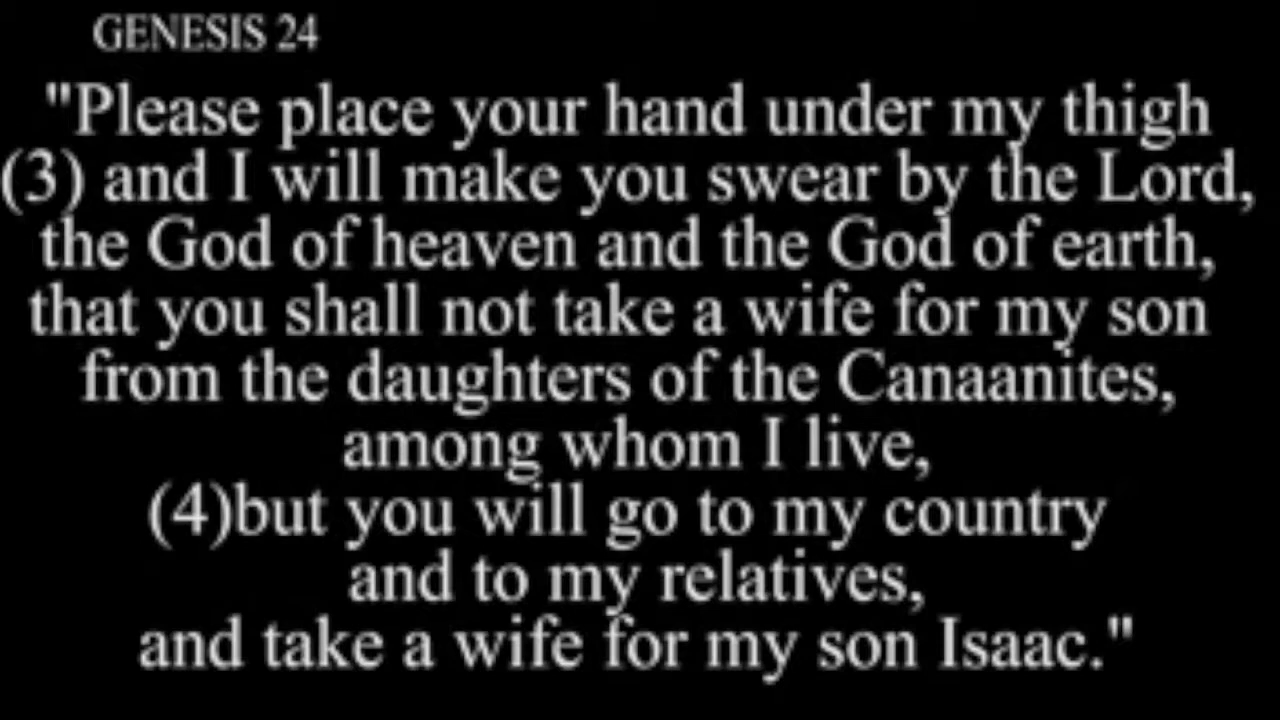 GENESIS 24
"Please place your hand under my thigh
(3) and I will make you swear by the Lord,
the God of heaven and the God of earth,
that you shall not take a wife for my son
from the daughters of the Canaanites,
among whom I live,
(4)but you will go to my country
and to my relatives,
and take a wife for my son Isaac."